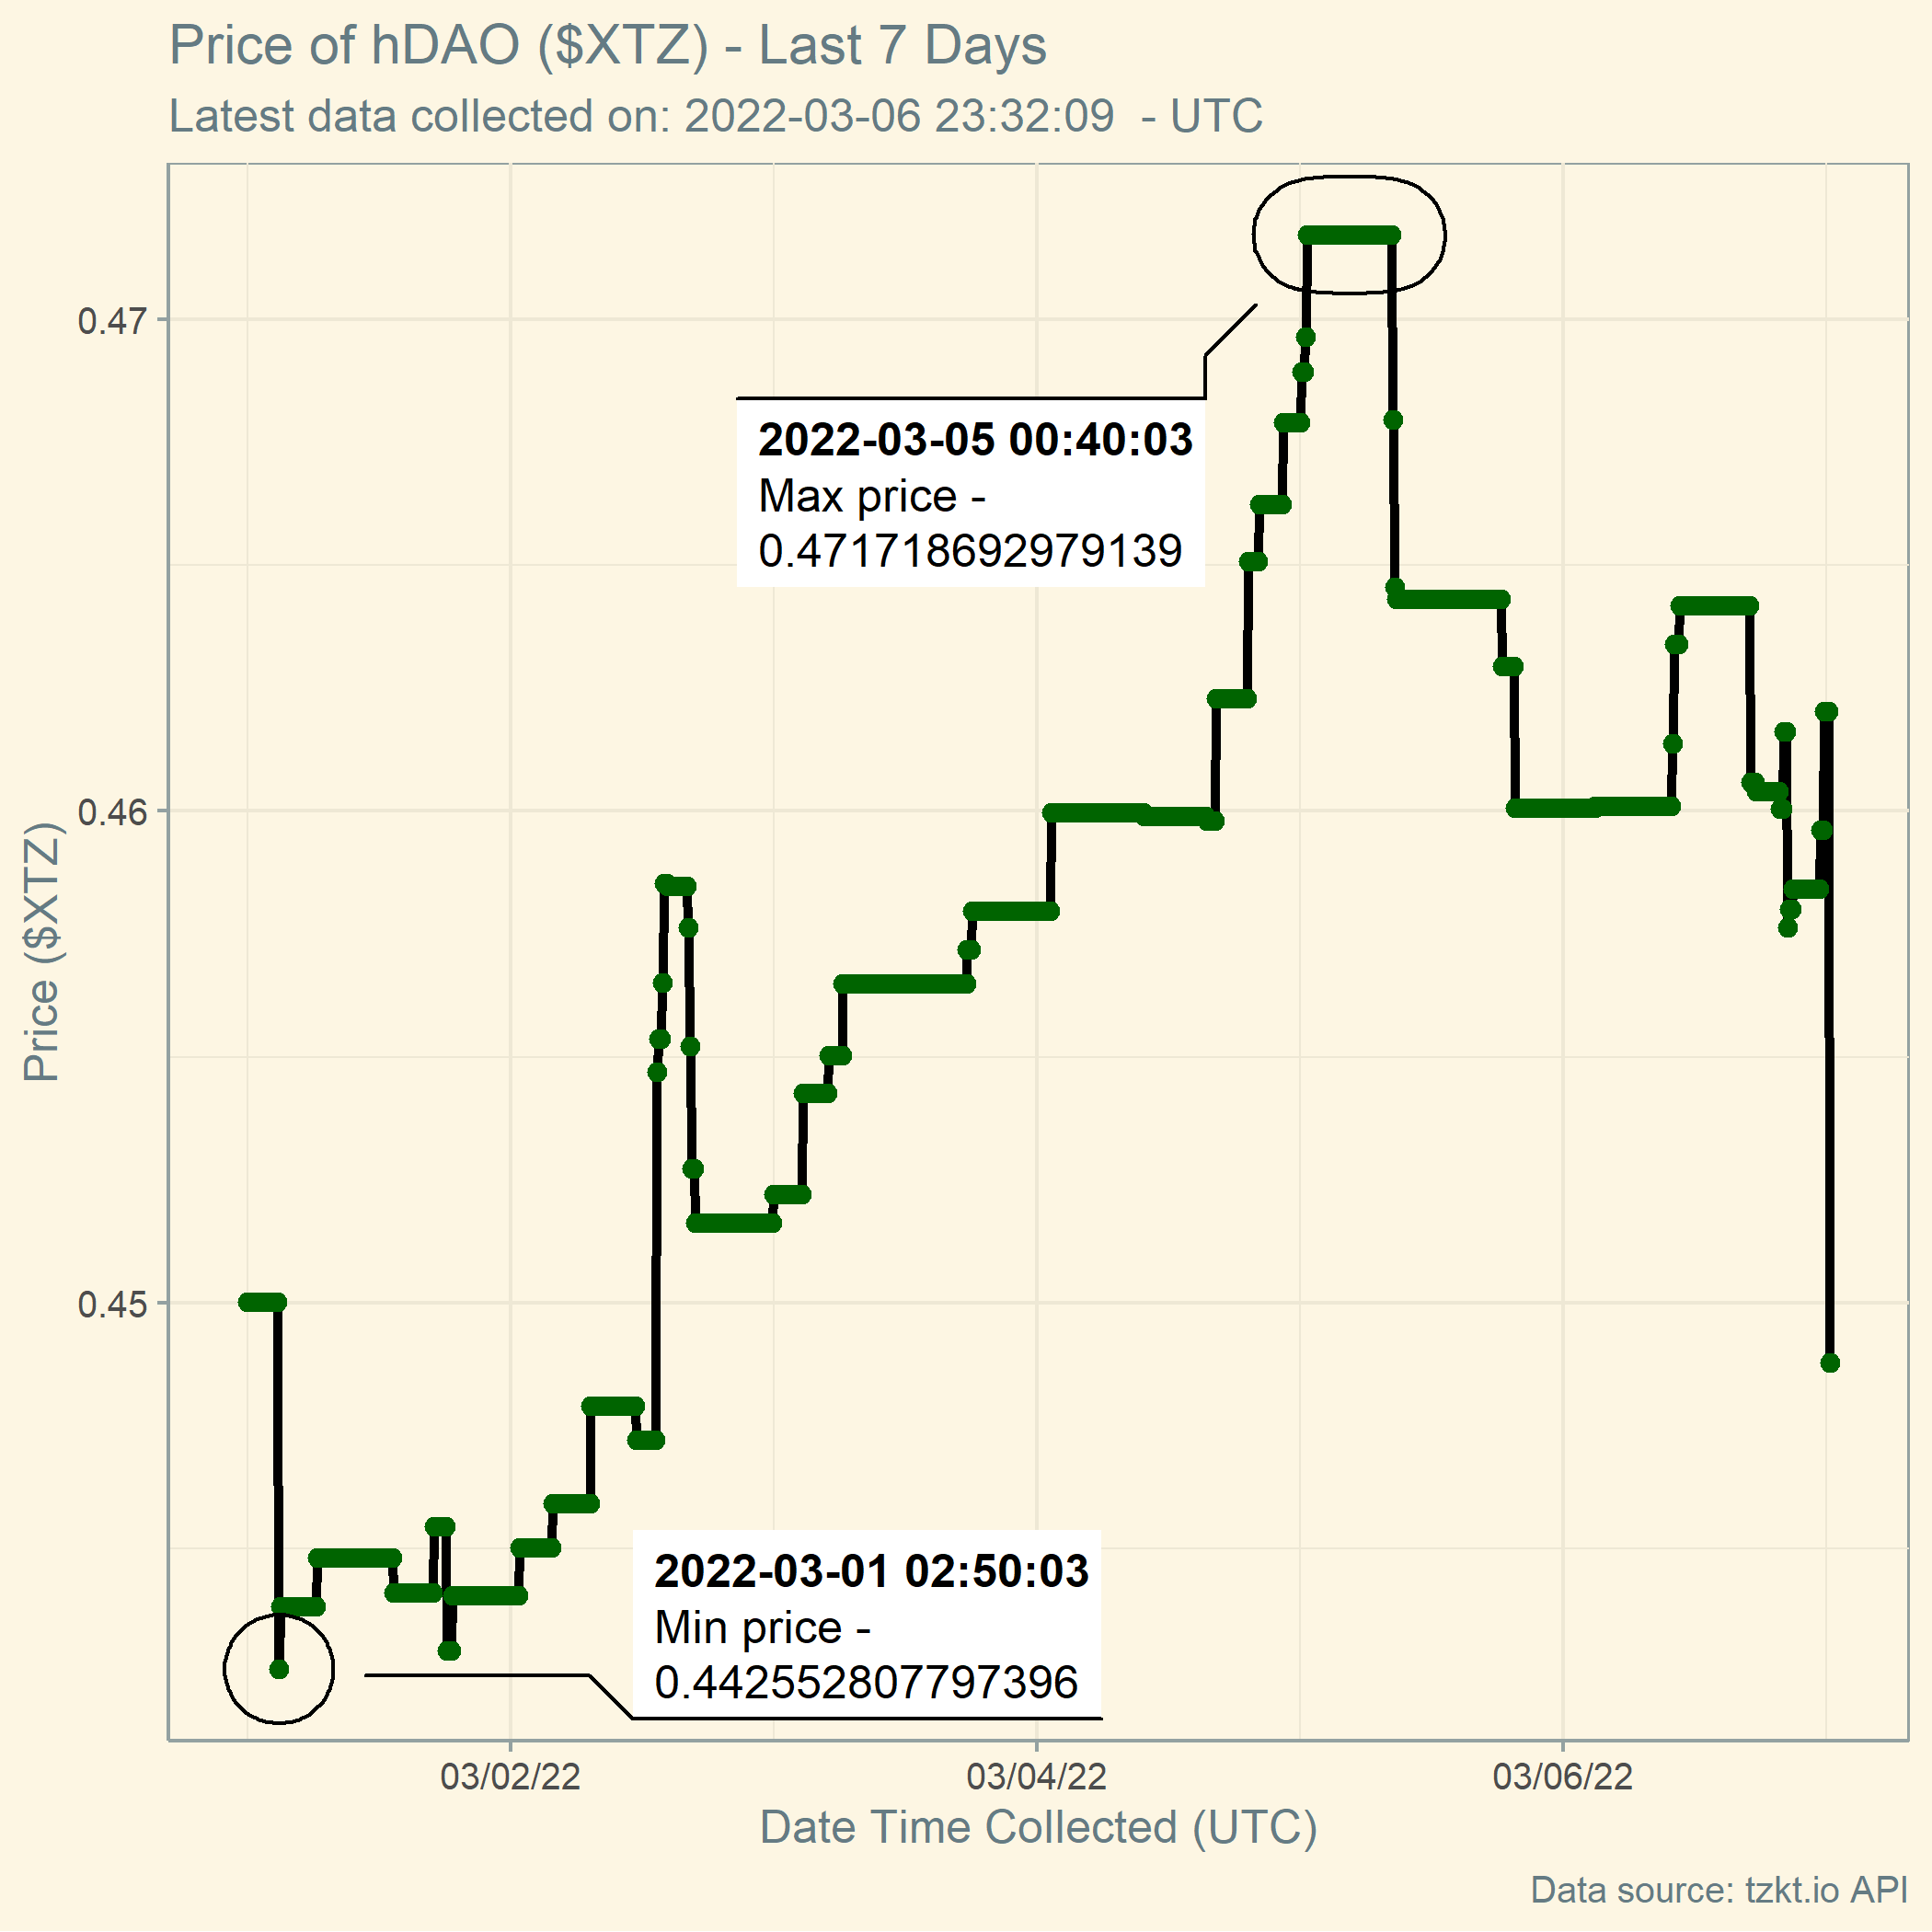 Price of hDAO ($XTZ) - Last 7 Days
Latest data collected on: 2022-03-06 23:32:09  - UTC
0.47
2022-03-05 00:40:03
Max price -
0.471718692979139
0.46
Price ($XTZ)
0.45
2022-03-01 02:50:03
Min price -
0.442552807797396
03/02/22
03/04/22
03/06/22
Date Time Collected (UTC)
Data source: tzkt.io API